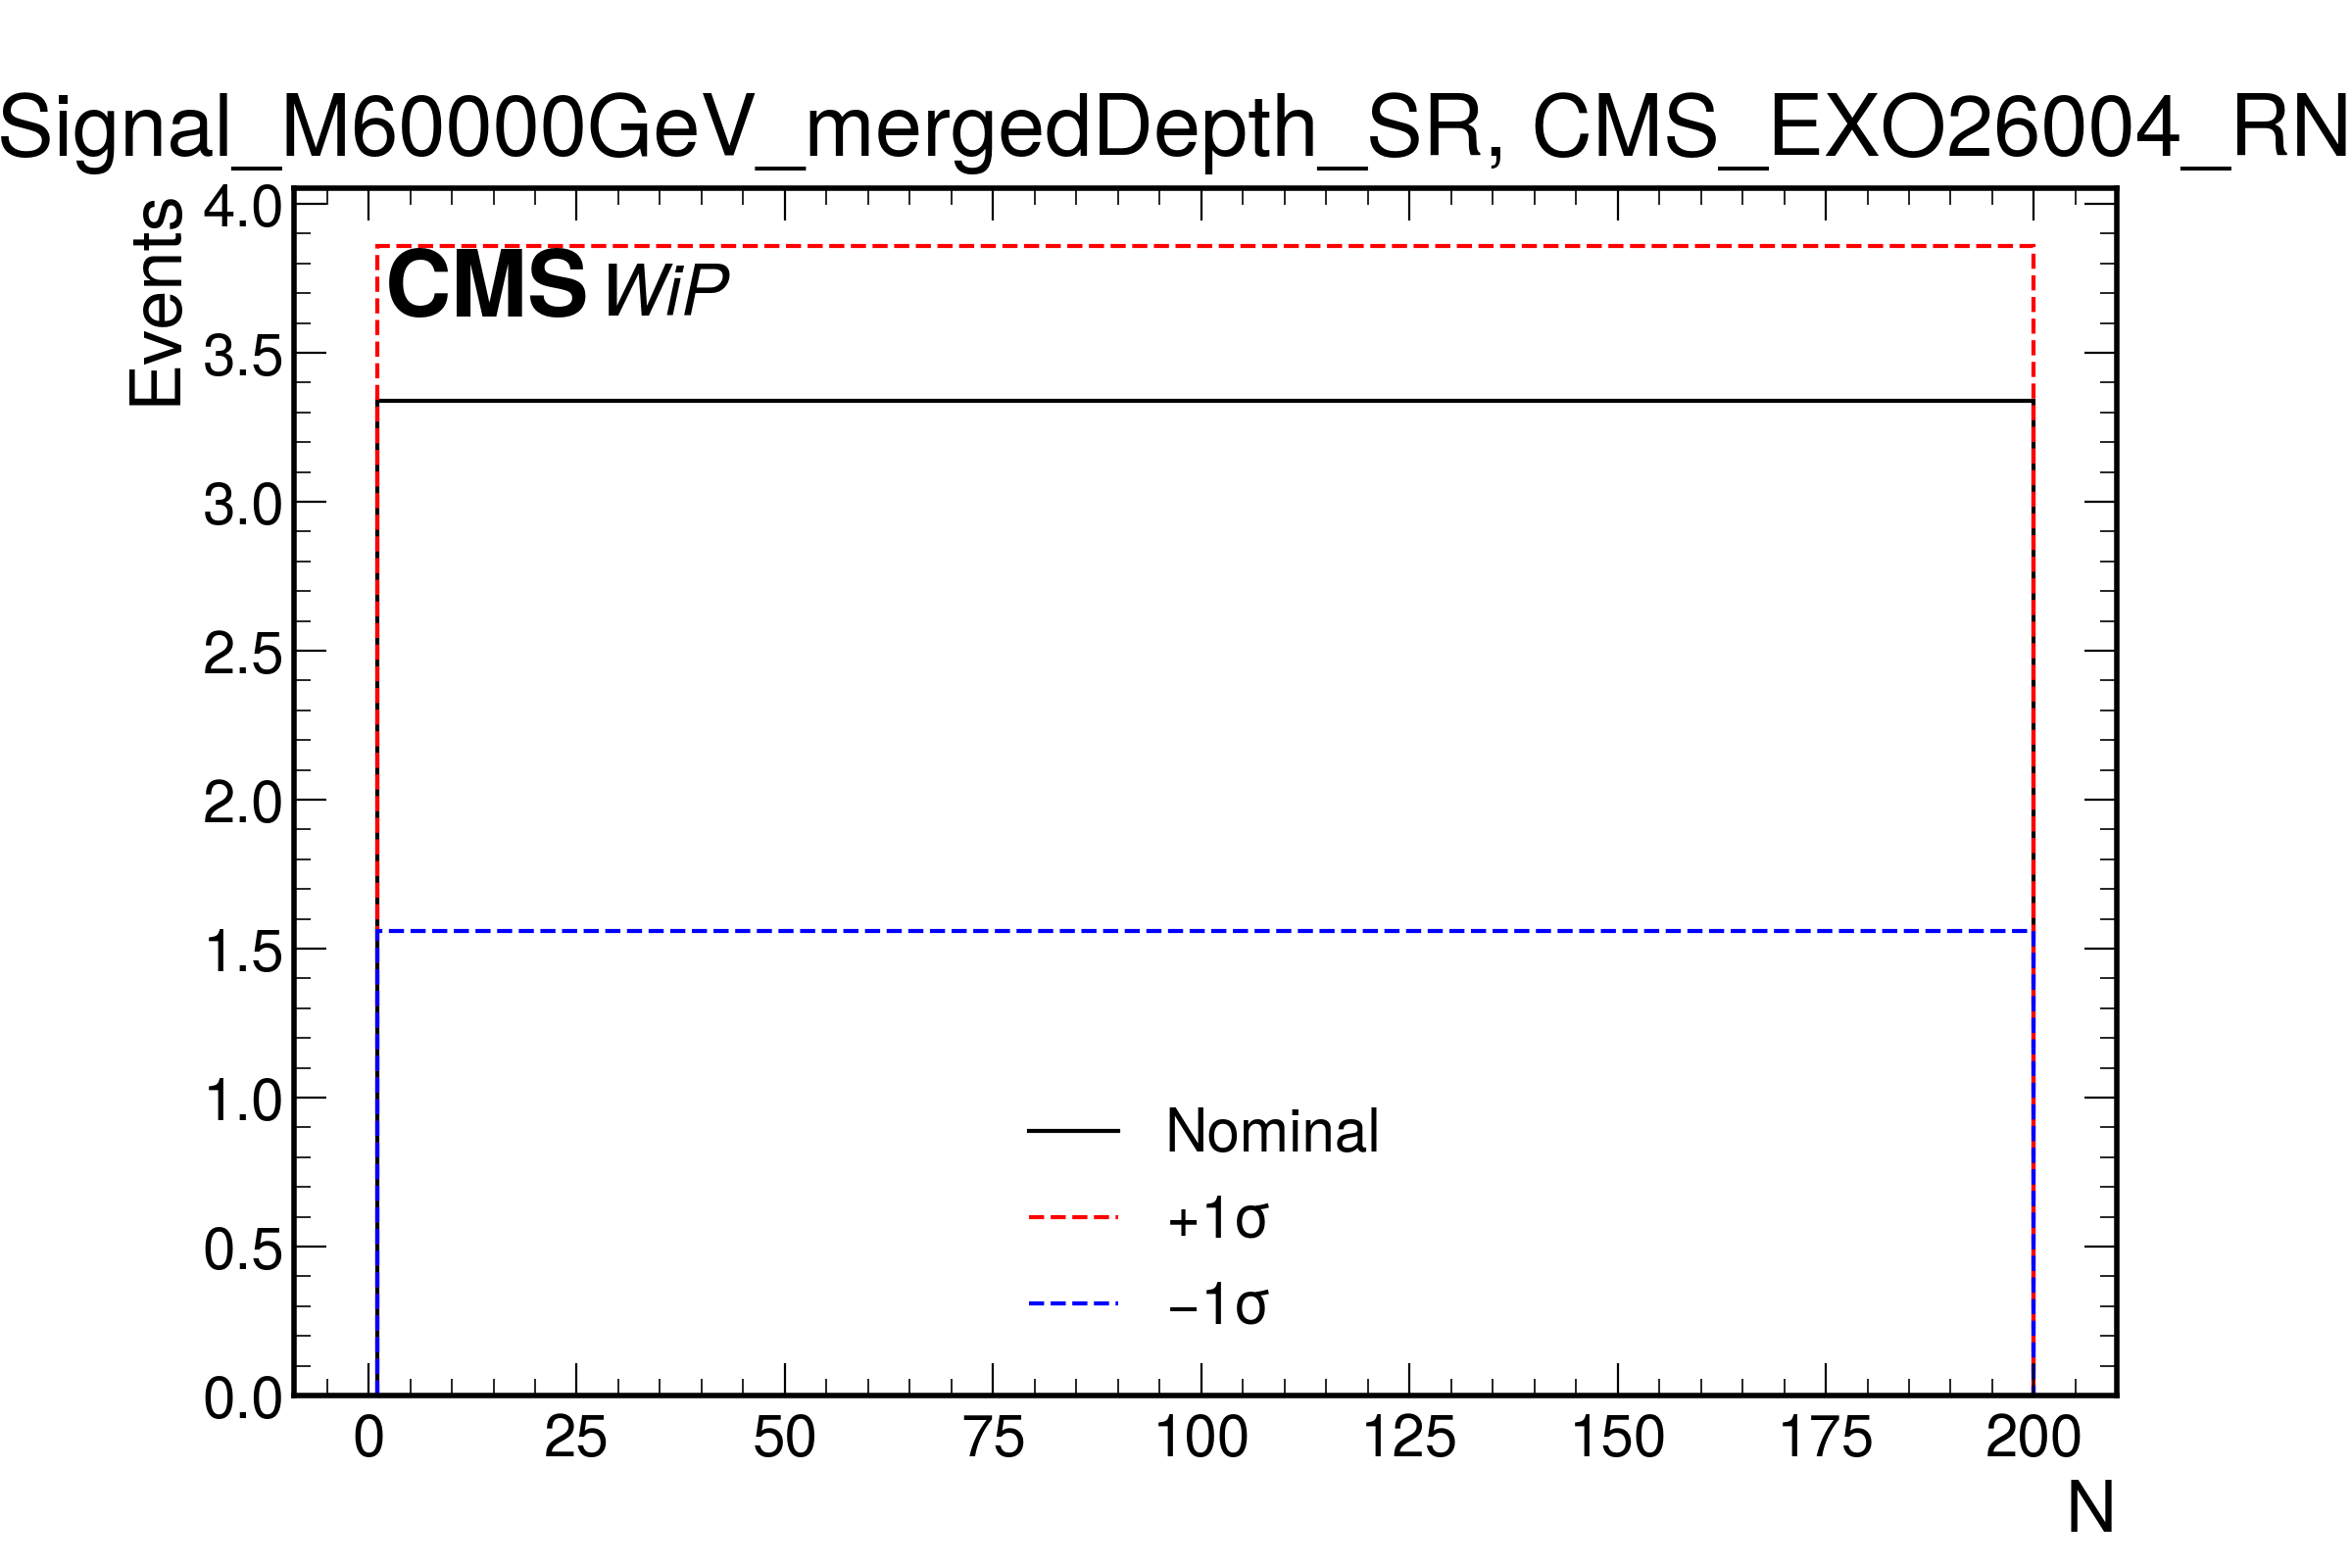 Signal_M60000GeV_mergedDepth_SR, CMS_EXO26004_RN
Events
4.0
3.5
3.0
2.5
2.0
1.5
1.0
0.5
0.0
CMS WiP
Nominal
+1σ
−1σ
0 25 50 75 100 125 150 175 200
N